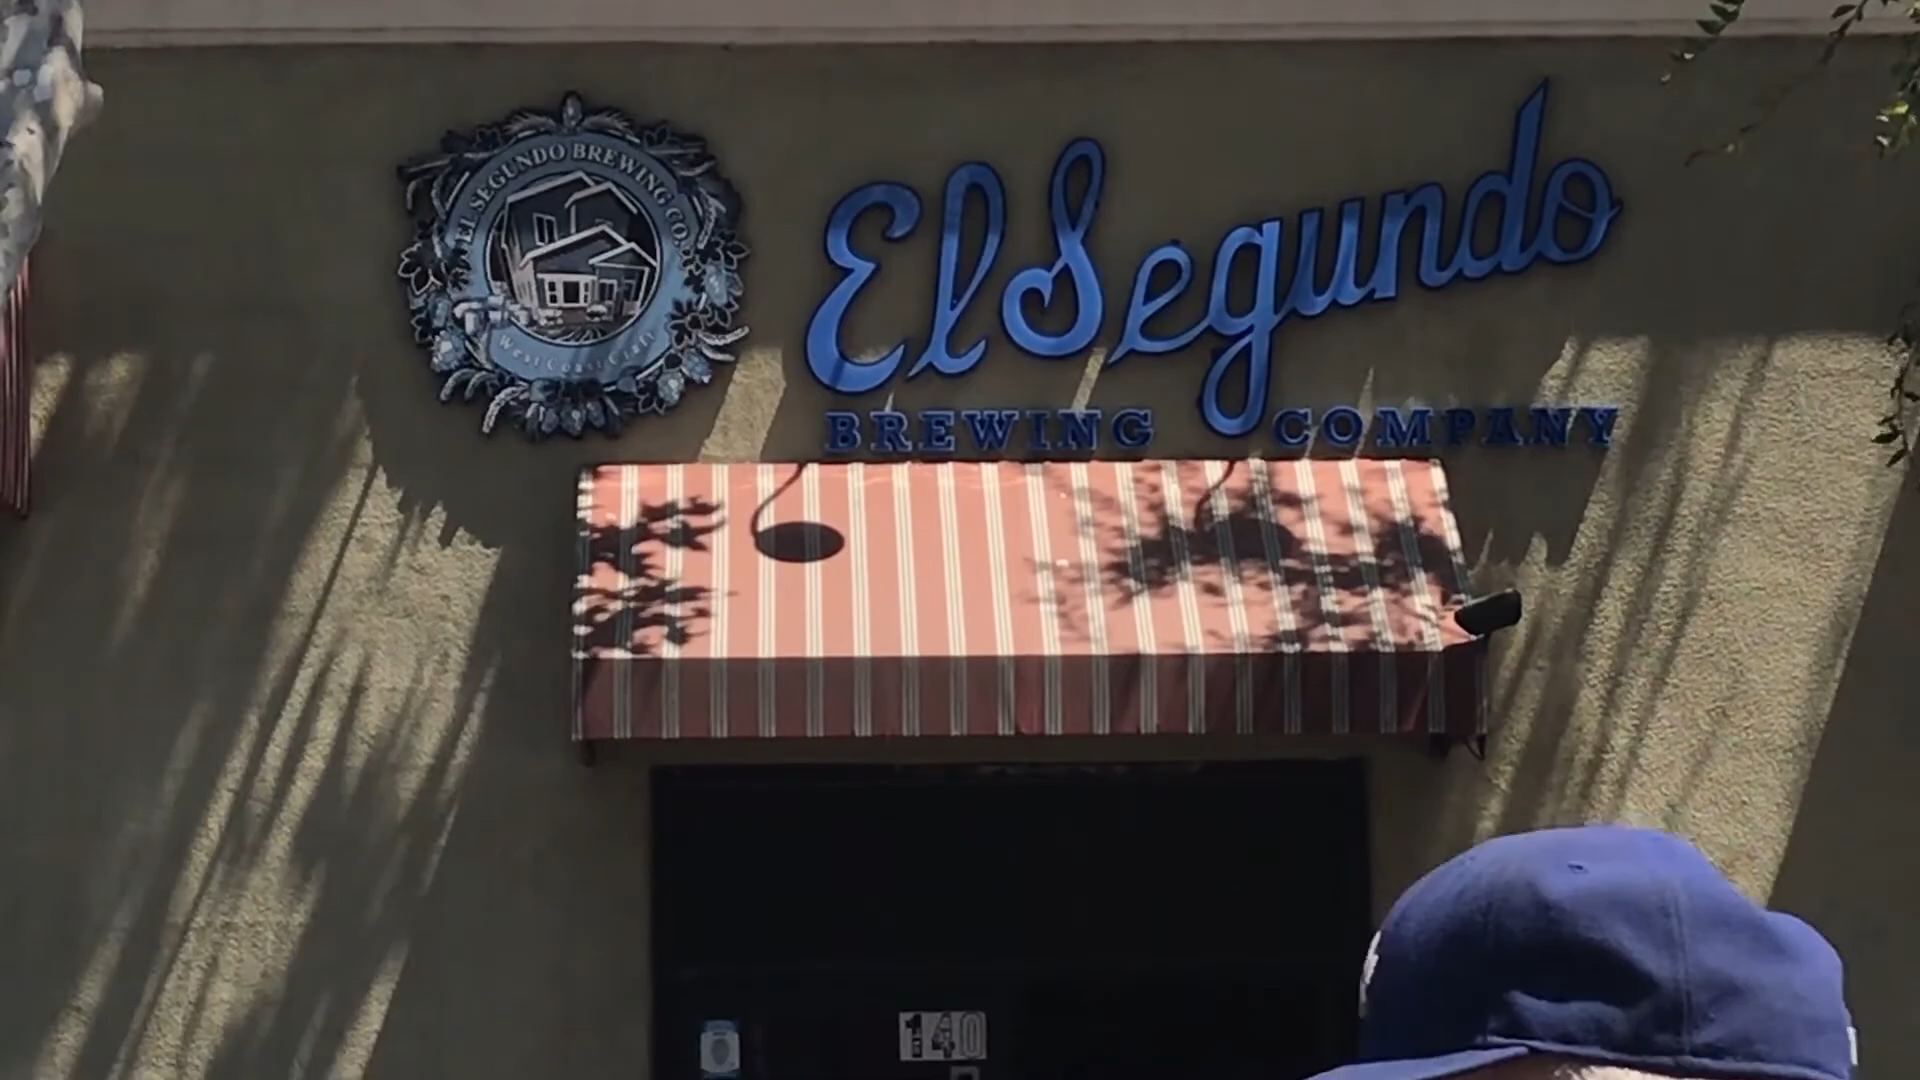 EL SEGUNDO BREWING CO.
West Coast Craft
El Segundo
BREWING COMPANY
140